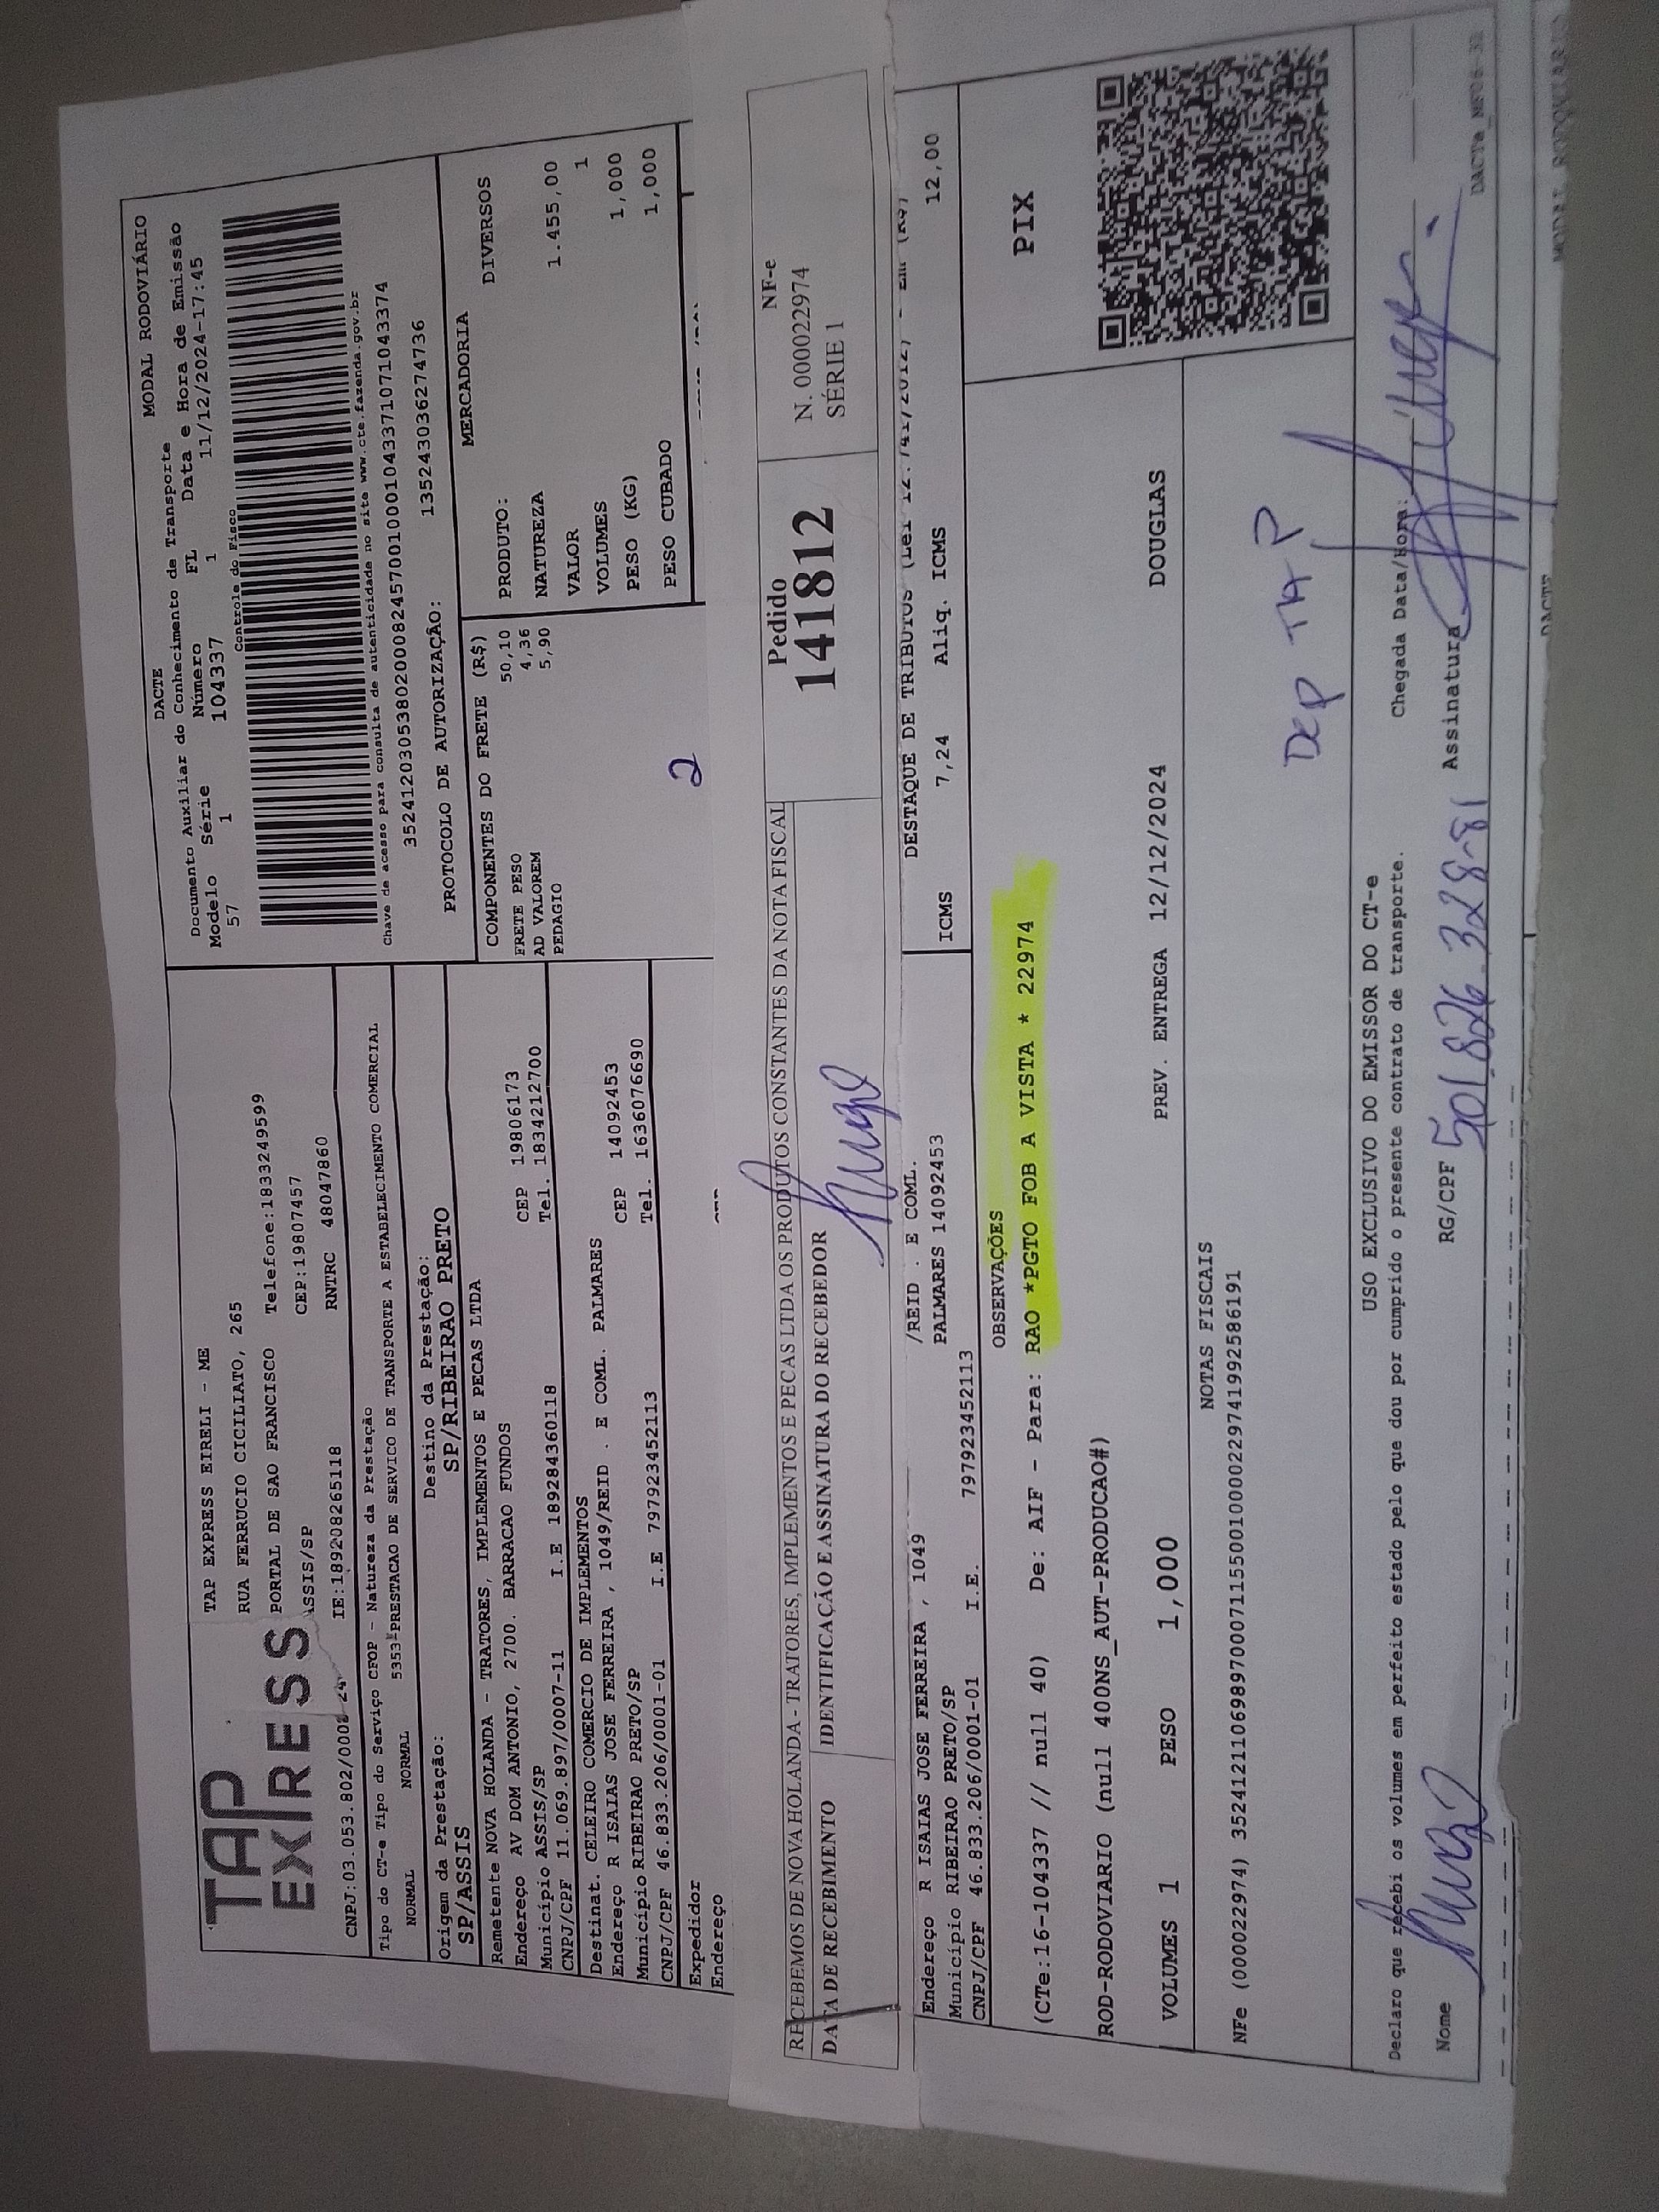 TAP
EXPRESS
TAP EXPRESS EIRELI - ME
RUA FERRUCIO CICILIATO, 265
PORTAL DE SAO FRANCISCO Telefone:1833249599
ASSIS/SP CEP:19807457
IE:189208265118 RNTRC 48047860
CNPJ:03.053.802/0002
Tipo do CT-e Tipo do Serviço CFOP - Natureza da Prestação
NORMAL NORMAL 5353-PRESTACAO DE SERVICO DE TRANSPORTE A ESTABELECIMENTO COMERCIAL
Origem da Prestação: Destino da Prestação:
SP/ASSIS SP/RIBEIRAO PRETO
Remetente NOVA HOLANDA - TRATORES, IMPLEMENTOS E PECAS LTDA
Endereço AV DOM ANTONIO, 2700. BARRACAO FUNDOS CEP 19806173
Município ASSIS/SP Tel. 1834212700
CNPJ/CPF 11.069.897/0007-11 I.E 189284360118
Destinat. CELEIRO COMERCIO DE IMPLEMENTOS
Endereço R ISAIAS JOSE FERREIRA , 1049/REID . E COML. PALMARES CEP 14092453
Município RIBEIRAO PRETO/SP Tel. 1636076690
CNPJ/CPF 46.833.206/0001-01 I.E 797923452113
Expedidor
Endereço
DACTE MODAL RODOVIÁRIO
Documento Auxiliar do Conhecimento de Transporte
Modelo Série Número FL Data e Hora de Emissão
57 1 104337 1 11/12/2024-17:45
Controle do Fisco
Chave de acesso para consulta de autenticidade no site www.cte.fazenda.gov.br
35241203053802000824570010001043371071043374
PROTOCOLO DE AUTORIZAÇÃO: 135243036274736
COMPONENTES DO FRETE (R$)
FRETE PESO 50,10
AD VALOREM 4,36
PEDAGIO 5,90
MERCADORIA
PRODUTO: DIVERSOS
NATUREZA
VALOR 1.455,00
VOLUMES 1
PESO (KG) 1,000
PESO CUBADO 1,000
2
RECEBEMOS DE NOVA HOLANDA - TRATORES, IMPLEMENTOS E PECAS LTDA OS PRODUTOS CONSTANTES DA NOTA FISCAL
DATA DE RECEBIMENTO IDENTIFICAÇÃO E ASSINATURA DO RECEBEDOR
Pedido
141812
NF-e
N. 000022974
SÉRIE 1
Endereço R ISAIAS JOSE FERREIRA , 1049 /REID . E COML.
Município RIBEIRAO PRETO/SP PALMARES 14092453
CNPJ/CPF 46.833.206/0001-01 I.E. 797923452113
DESTAQUE DE TRIBUTOS (Lei 12.741/2012) - Em (R$)
ICMS 7,24 Aliq. ICMS 12,00
OBSERVAÇÕES
(CTe:16-104337 // null 40) De: AIF - Para: RAO *PGTO FOB A VISTA * 22974
ROD-RODOVIARIO (null 400NS_AUT-PRODUCAO#)
VOLUMES 1 PESO 1,000 PREV. ENTREGA 12/12/2024 DOUGLAS
PIX
NOTAS FISCAIS
NFe (000022974) 35241211069897000711550010000229741992586191
DEP TAP
USO EXCLUSIVO DO EMISSOR DO CT-e
Declaro que recebi os volumes em perfeito estado pelo que dou por cumprido o presente contrato de transporte. Chegada Data/Hora:
Nome RG/CPF 501 826 328-81 Assinatura
DACTE